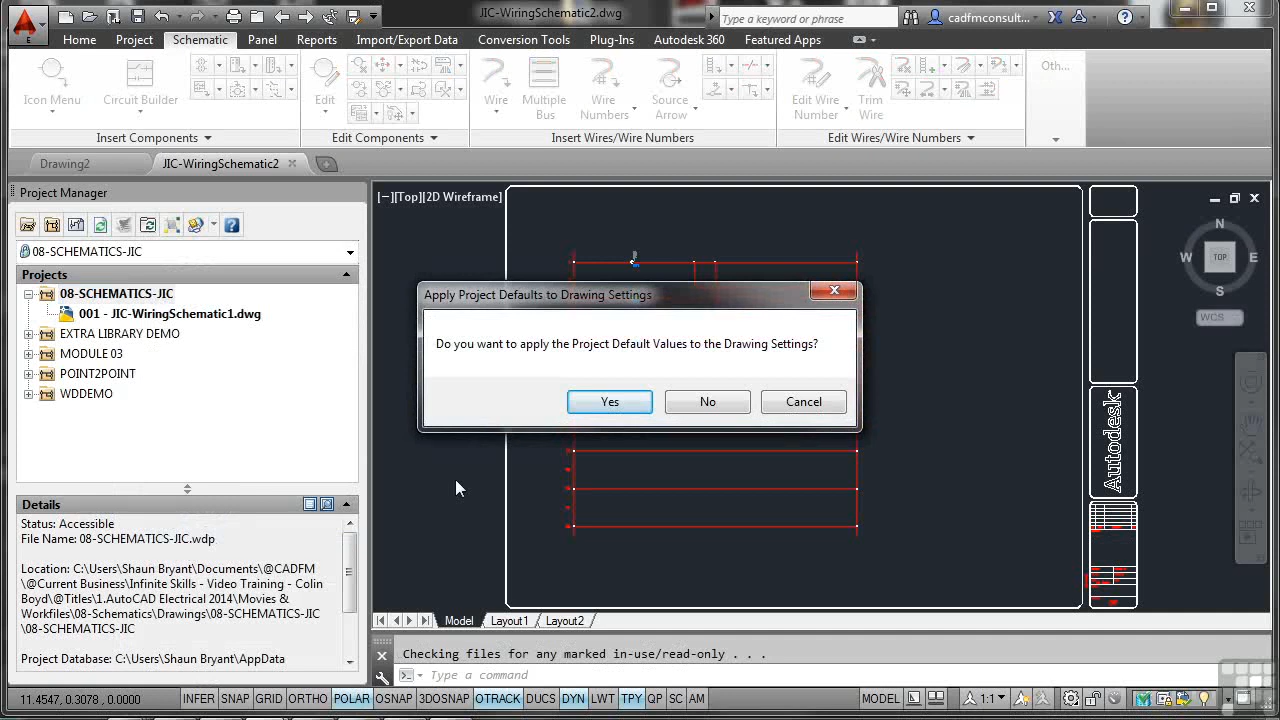 JIC-WiringSchematic2.dwg
Type a keyword or phrase
cadfmconsult...
E
Home Project Schematic Panel Reports Import/Export Data Conversion Tools Plug-Ins Autodesk 360 Featured Apps
Icon Menu
Circuit Builder
Edit
Wire
Multiple Bus
Wire Numbers
Source Arrow
Edit Wire Number
Trim Wire
Oth...
Insert Components
Edit Components
Insert Wires/Wire Numbers
Edit Wires/Wire Numbers
Drawing2
JIC-WiringSchematic2
Project Manager
08-SCHEMATICS-JIC
Projects
08-SCHEMATICS-JIC
001 - JIC-WiringSchematic1.dwg
EXTRA LIBRARY DEMO
MODULE 03
POINT2POINT
WDDEMO
Details
Status: Accessible
File Name: 08-SCHEMATICS-JIC.wdp
Location: C:\Users\Shaun Bryant\Documents\@CADFM
\@Current Business\Infinite Skills - Video Training - Colin
Boyd\@Titles\1.AutoCAD Electrical 2014\Movies &
Workfiles\08-Schematics\Drawings\08-SCHEMATICS-JIC
\08-SCHEMATICS-JIC
Project Database: C:\Users\Shaun Bryant\AppData
[−][Top][2D Wireframe]
N
W TOP E
S
WCS
Apply Project Defaults to Drawing Settings
Do you want to apply the Project Default Values to the Drawing Settings?
Yes No Cancel
Autodesk
Model Layout1 Layout2
Checking files for any marked in-use/read-only . . .
Type a command
11.4547, 0.3078, 0.0000
INFER SNAP GRID ORTHO POLAR OSNAP 3DOSNAP OTRACK DUCS DYN LWT TPY QP SC AM
MODEL
1:1